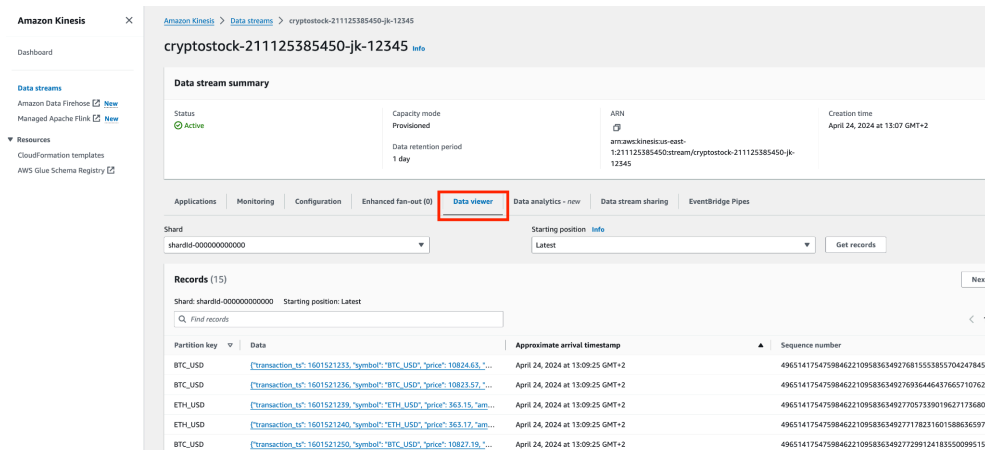 Amazon Kinesis
Dashboard
Data streams
Amazon Data Firehose New
Managed Apache Flink New
Resources
CloudFormation templates
AWS Glue Schema Registry
Amazon Kinesis > Data streams > cryptostock-211125385450-jk-12345
cryptostock-211125385450-jk-12345 Info
Data stream summary
Status
Active
Capacity mode
Provisioned
Data retention period
1 day
ARN
arn:aws:kinesis:us-east-
1:211125385450:stream/cryptostock-211125385450-jk-
12345
Creation time
April 24, 2024 at 13:07 GMT+2
Applications Monitoring Configuration Enhanced fan-out (0) Data viewer Data analytics - new Data stream sharing EventBridge Pipes
Shard
shardId-000000000000
Starting position Info
Latest
Get records
Records (15)
Nex
Shard: shardId-000000000000 Starting position: Latest
Find records
Partition key Data Approximate arrival timestamp Sequence number
BTC_USD {"transaction_ts": 1601521233, "symbol": "BTC_USD", "price": 10824.63, "... April 24, 2024 at 13:09:25 GMT+2
BTC_USD {"transaction_ts": 1601521236, "symbol": "BTC_USD", "price": 10823.57, "... April 24, 2024 at 13:09:25 GMT+2
ETH_USD {"transaction_ts": 1601521239, "symbol": "ETH_USD", "price": 363.15, "am... April 24, 2024 at 13:09:25 GMT+2
ETH_USD {"transaction_ts": 1601521240, "symbol": "ETH_USD", "price": 363.17, "am... April 24, 2024 at 13:09:25 GMT+2
BTC_USD {"transaction_ts": 1601521250, "symbol": "BTC_USD", "price": 10827.19, "... April 24, 2024 at 13:09:25 GMT+2